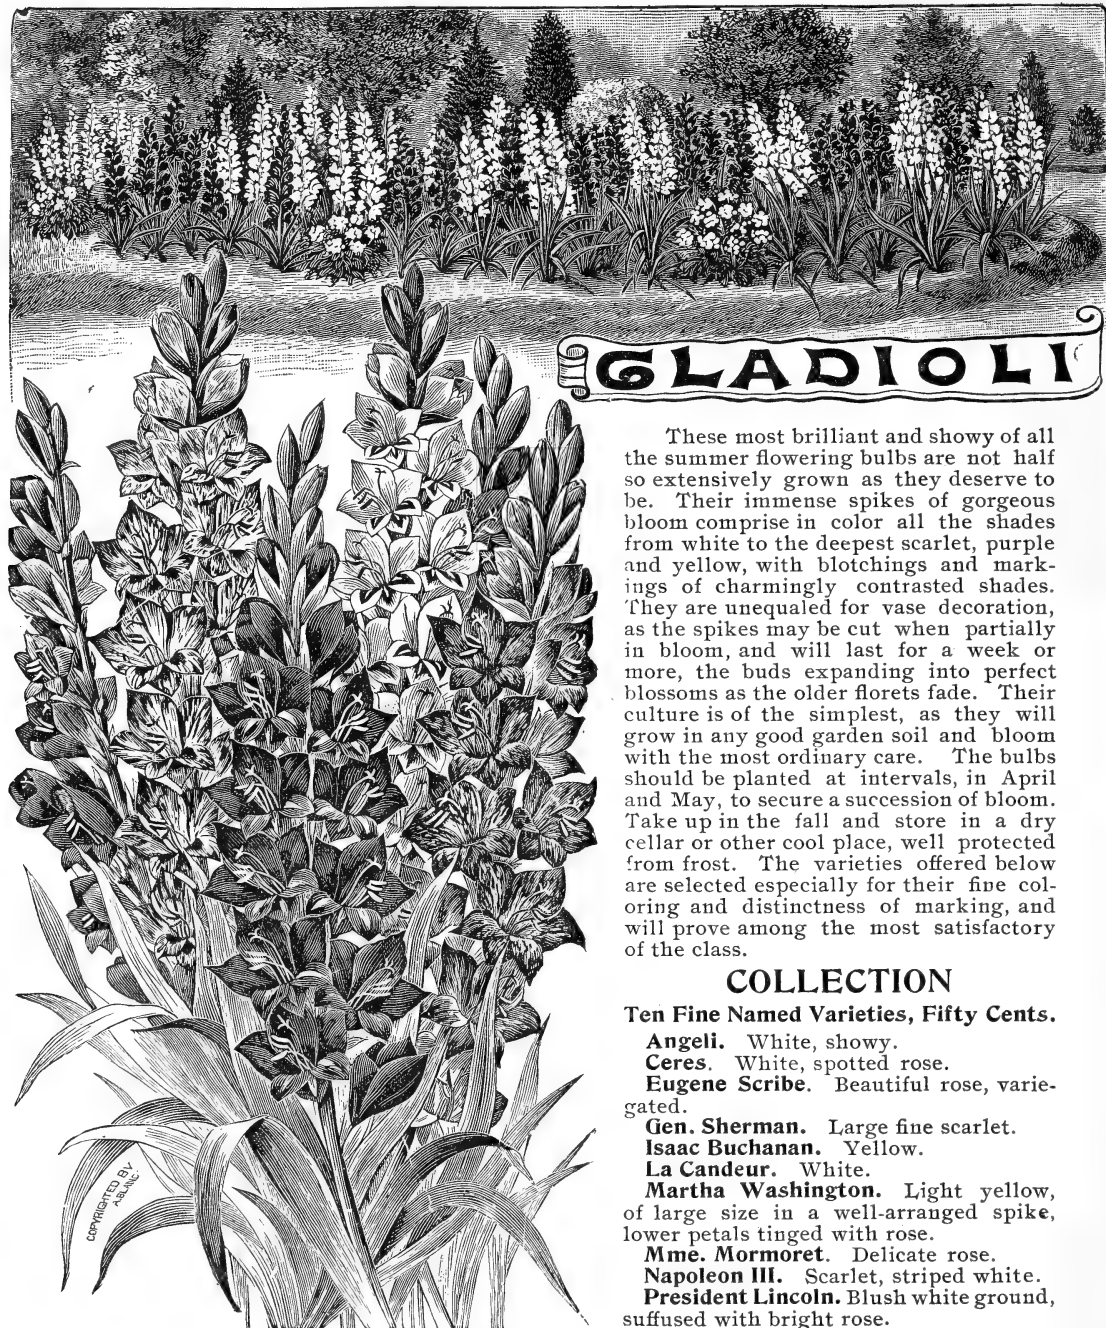 GLADIOLI
These most brilliant and showy of all
the summer flowering bulbs are not half
so extensively grown as they deserve to
be. Their immense spikes of gorgeous
bloom comprise in color all the shades
from white to the deepest scarlet, purple
and yellow, with blotchings and mark-
ings of charmingly contrasted shades.
They are unequaled for vase decoration,
as the spikes may be cut when partially
in bloom, and will last for a week or
more, the buds expanding into perfect
blossoms as the older florets fade. Their
culture is of the simplest, as they will
grow in any good garden soil and bloom
with the most ordinary care. The bulbs
should be planted at intervals, in April
and May, to secure a succession of bloom.
Take up in the fall and store in a dry
cellar or other cool place, well protected
from frost. The varieties offered below
are selected especially for their fine col-
oring and distinctness of marking, and
will prove among the most satisfactory
of the class.
COLLECTION
Ten Fine Named Varieties, Fifty Cents.
Angeli. White, showy.
Ceres. White, spotted rose.
Eugene Scribe. Beautiful rose, varie-
gated.
Gen. Sherman. Large fine scarlet.
Isaac Buchanan. Yellow.
La Candeur. White.
Martha Washington. Light yellow,
of large size in a well-arranged spike,
lower petals tinged with rose.
Mme. Mormoret. Delicate rose.
Napoleon III. Scarlet, striped white.
President Lincoln. Blush white ground,
suffused with bright rose.
COPYRIGHTED BY
A. BLANC.